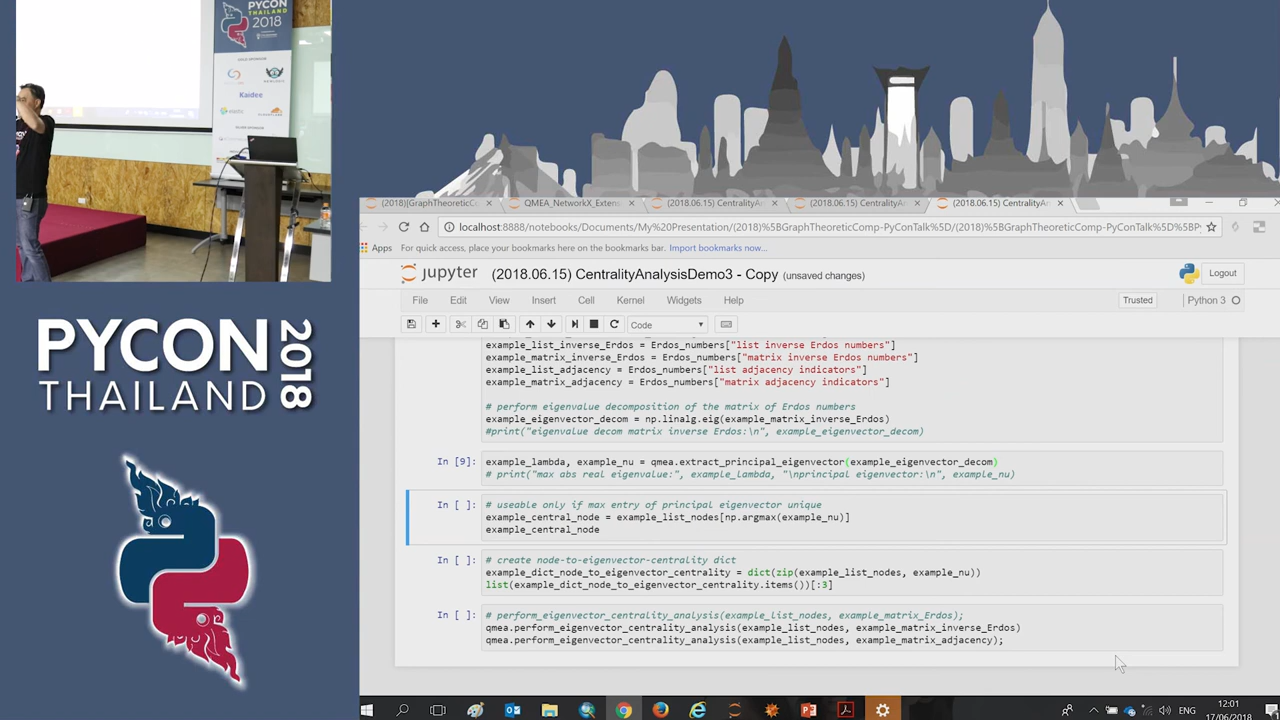 PYCON
THAILAND
2018
Kaidee
PYCON
THAILAND
2018
(2018)[GraphTheoreticCo
QMEA_NetworkX_Extens
(2018.06.15) CentralityAn
(2018.06.15) CentralityAn
(2018.06.15) CentralityAn
localhost:8888/notebooks/Documents/My%20Presentation/(2018)%5BGraphTheoreticComp-PyConTalk%5D/(2018)%5BGraphTheoreticComp-PyConTalk%5D%5BP
Apps
For quick access, place your bookmarks here on the bookmarks bar. Import bookmarks now...
jupyter (2018.06.15) CentralityAnalysisDemo3 - Copy (unsaved changes)
Logout
File Edit View Insert Cell Kernel Widgets Help
Trusted
Python 3
Code
example_list_inverse_Erdos = Erdos_numbers["list inverse Erdos numbers"]
example_matrix_inverse_Erdos = Erdos_numbers["matrix inverse Erdos numbers"]
example_list_adjacency = Erdos_numbers["list adjacency indicators"]
example_matrix_adjacency = Erdos_numbers["matrix adjacency indicators"]
# perform eigenvalue decomposition of the matrix of Erdos numbers
example_eigenvector_decom = np.linalg.eig(example_matrix_inverse_Erdos)
#print("eigenvalue decom matrix inverse Erdos:\n", example_eigenvector_decom)
In [9]: example_lambda, example_nu = qmea.extract_principal_eigenvector(example_eigenvector_decom)
# print("max abs real eigenvalue:", example_lambda, "\nprincipal eigenvector:\n", example_nu)
In [ ]: # useable only if max entry of principal eigenvector unique
example_central_node = example_list_nodes[np.argmax(example_nu)]
example_central_node
In [ ]: # create node-to-eigenvector-centrality dict
example_dict_node_to_eigenvector_centrality = dict(zip(example_list_nodes, example_nu))
list(example_dict_node_to_eigenvector_centrality.items())[:3]
In [ ]: # perform_eigenvector_centrality_analysis(example_list_nodes, example_matrix_Erdos);
qmea.perform_eigenvector_centrality_analysis(example_list_nodes, example_matrix_inverse_Erdos)
qmea.perform_eigenvector_centrality_analysis(example_list_nodes, example_matrix_adjacency);
ENG
12:01
17/06/2018